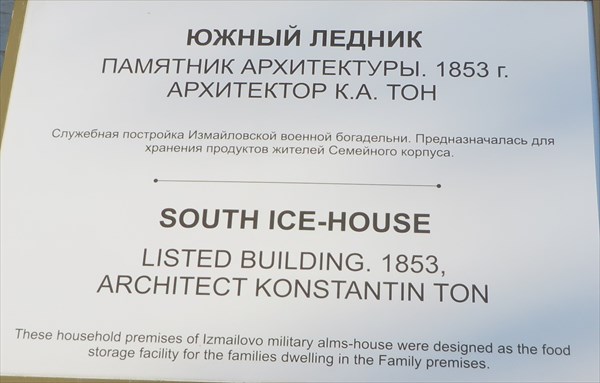 ЮЖНЫЙ ЛЕДНИК
ПАМЯТНИК АРХИТЕКТУРЫ. 1853 г.
АРХИТЕКТОР К.А. ТОН
Служебная постройка Измайловской военной богадельни. Предназначалась для
хранения продуктов жителей Семейного корпуса.
SOUTH ICE-HOUSE
LISTED BUILDING. 1853,
ARCHITECT KONSTANTIN TON
These household premises of Izmailovo military alms-house were designed as the food
storage facility for the families dwelling in the Family premises.